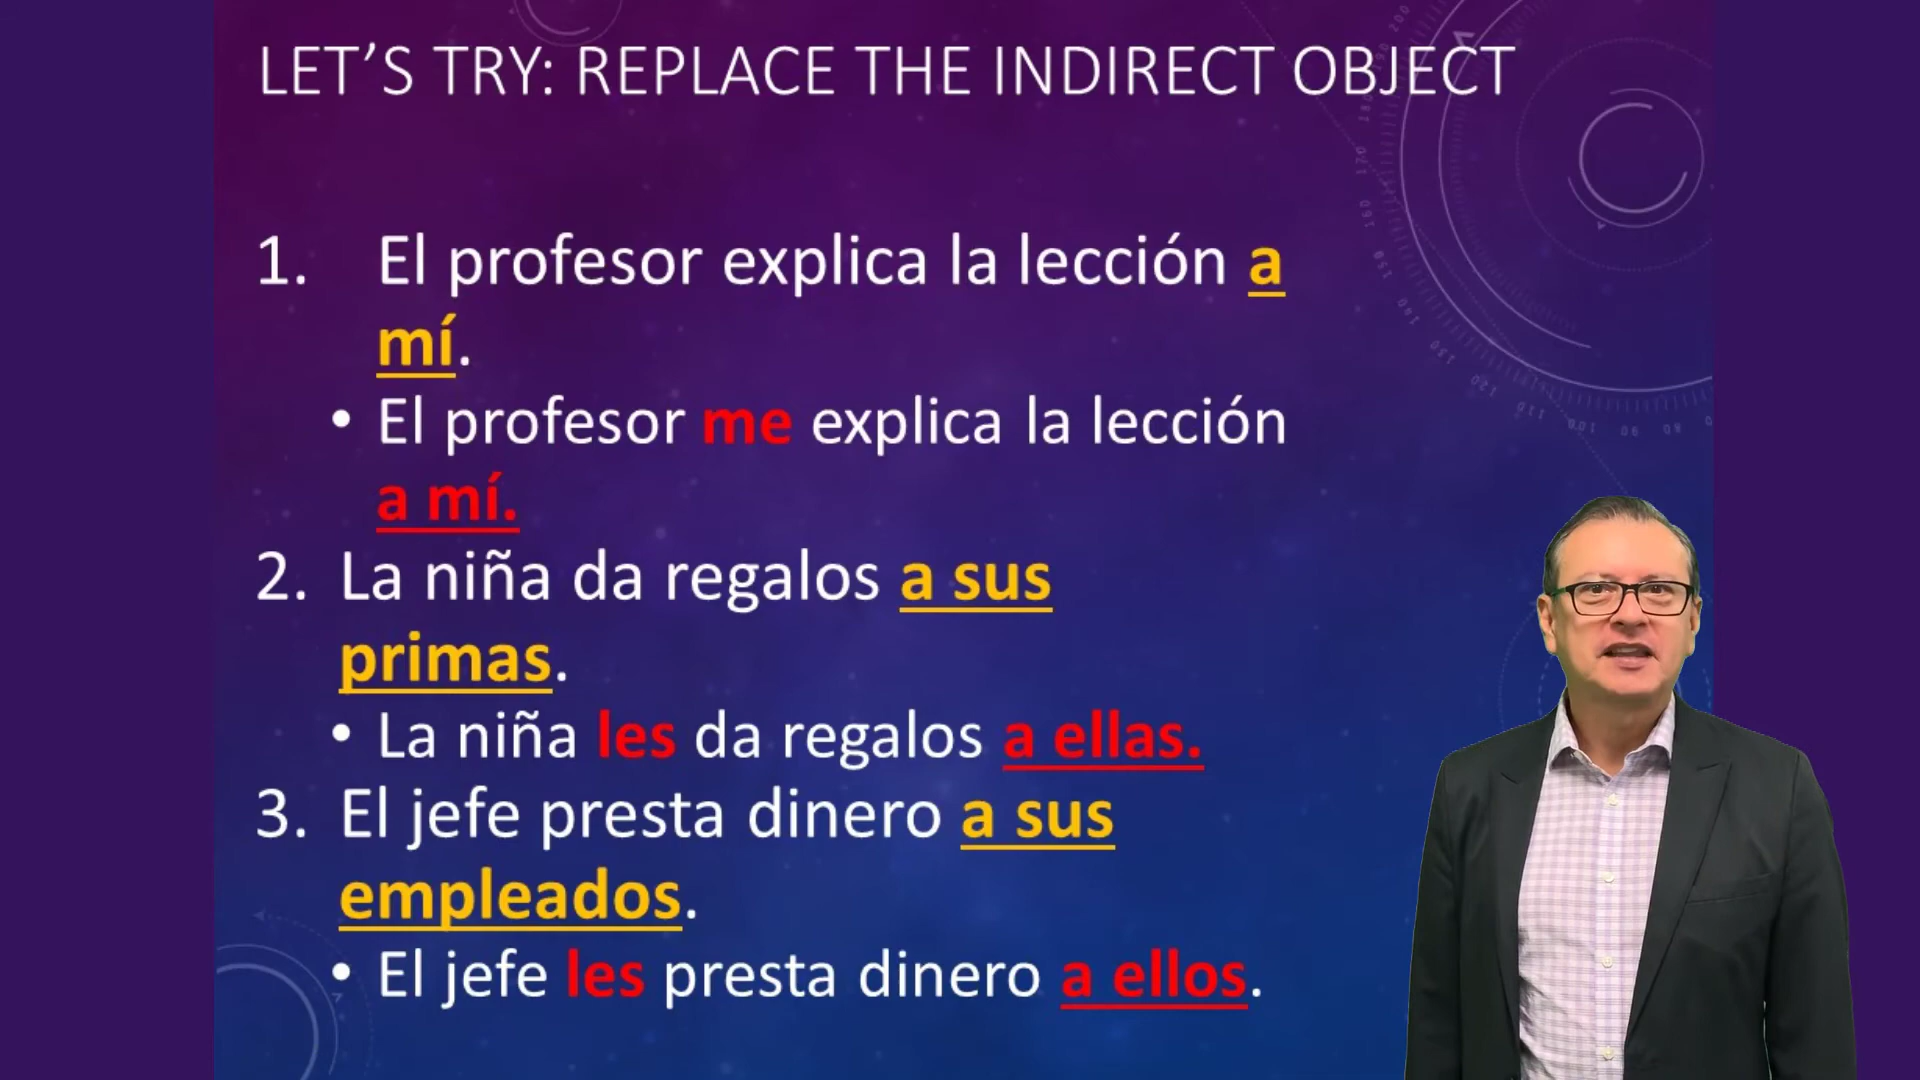 LET’S TRY: REPLACE THE INDIRECT OBJECT
1. El profesor explica la lección a
mí.
• El profesor me explica la lección
a mí.
2. La niña da regalos a sus
primas.
• La niña les da regalos a ellas.
3. El jefe presta dinero a sus
empleados.
• El jefe les presta dinero a ellos.